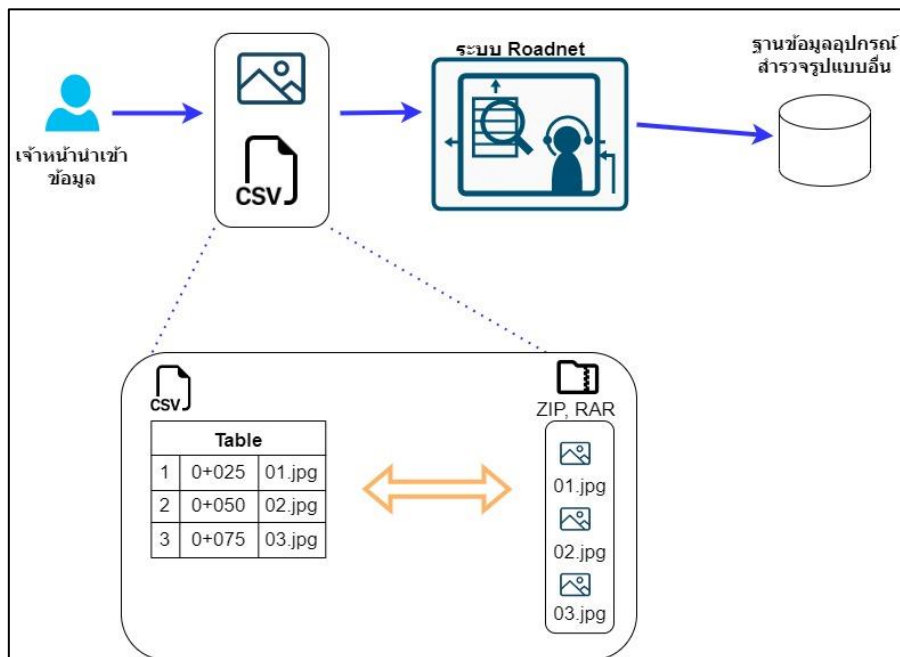 ระบบ Roadnet
ฐานข้อมูลอุปกรณ์
สำรวจรูปแบบอื่น
เจ้าหน้านำเข้า
ข้อมูล
CSV
CSV
ZIP, RAR
Table
1 0+025 01.jpg
2 0+050 02.jpg
3 0+075 03.jpg
01.jpg
02.jpg
03.jpg